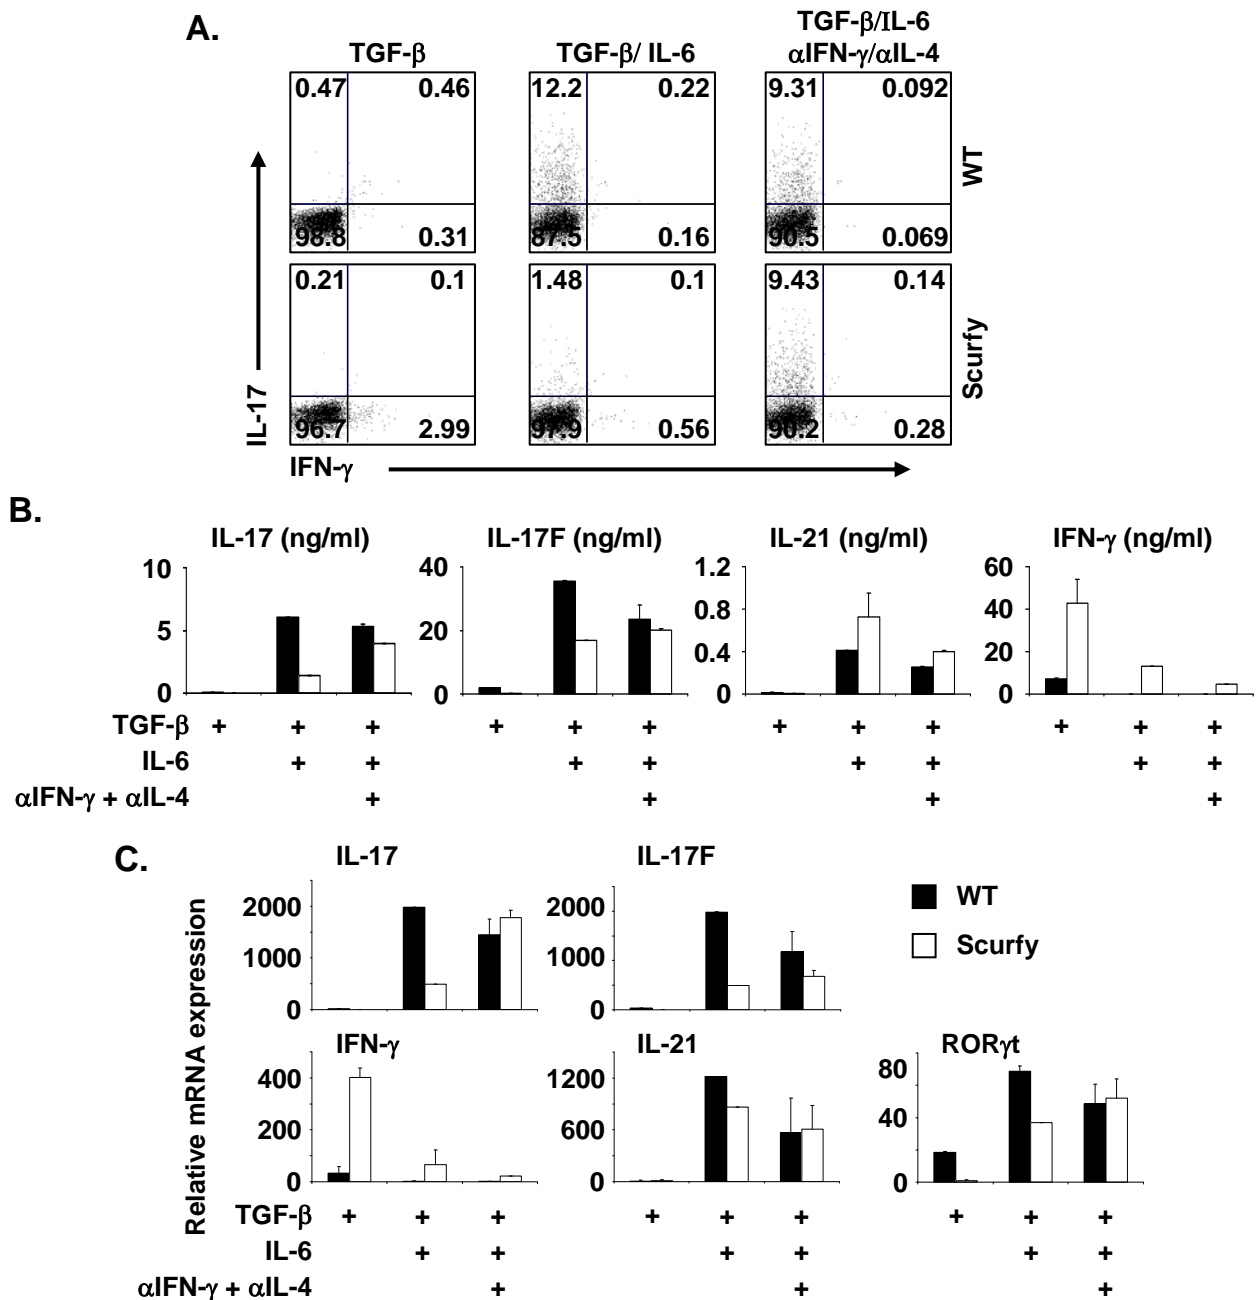 A.
TGF-β
TGF-β/ IL-6
TGF-β/IL-6
αIFN-γ/αIL-4
0.47 0.46
98.8 0.31
12.2 0.22
87.5 0.16
9.31 0.092
90.5 0.069
WT
0.21 0.1
96.7 2.99
1.48 0.1
97.9 0.56
9.43 0.14
90.2 0.28
Scurfy
IL-17
IFN-γ
B.
IL-17 (ng/ml)
10
5
0
IL-17F (ng/ml)
40
20
0
IL-21 (ng/ml)
1.2
0.8
0.4
0
IFN-γ (ng/ml)
60
40
20
0
TGF-β + + + + + + + + + + + +
IL-6 + + + + + + + +
αIFN-γ + αIL-4 + + + +
C.
Relative mRNA expression
IL-17
2000
1000
0
IL-17F
2000
1000
0
WT
Scurfy
IFN-γ
400
200
0
IL-21
1200
600
0
RORγt
80
40
0
TGF-β + + + + + + + + +
IL-6 + + + + + +
αIFN-γ + αIL-4 + + +